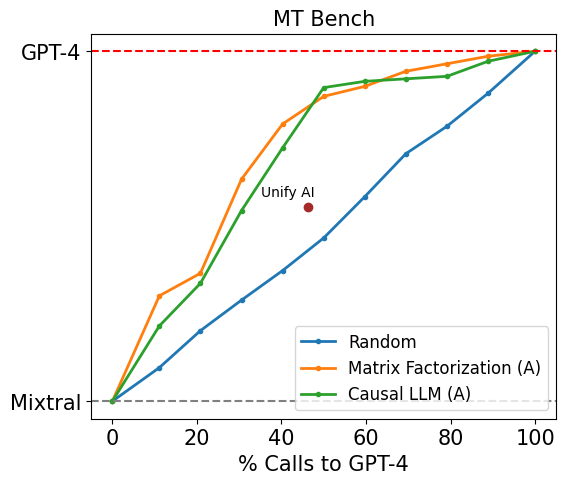 MT Bench
GPT-4
Unify AI
Random
Matrix Factorization (A)
Causal LLM (A)
Mixtral
0 20 40 60 80 100
% Calls to GPT-4